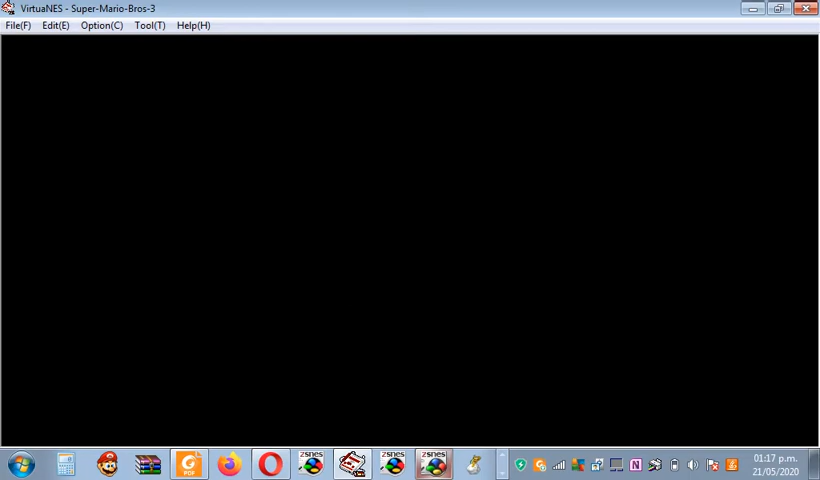 VirtuaNES - Super-Mario-Bros-3
File(F) Edit(E) Option(C) Tool(T) Help(H)
PDF
ZSNES
ZSNES
ZSNES
N
01:17 p.m.
21/05/2020